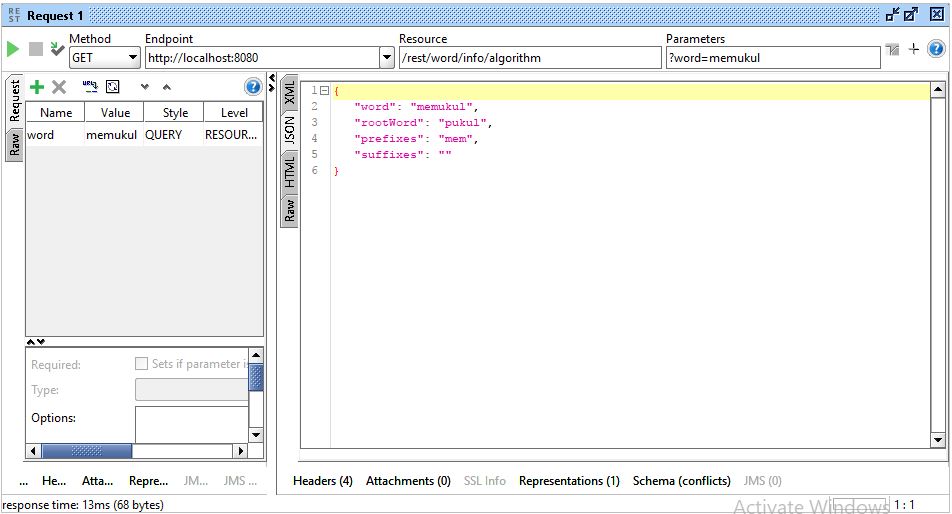 RE
ST Request 1
Method Endpoint Resource Parameters
GET http://localhost:8080 /rest/word/info/algorithm ?word=memukul
Request
Raw
Name Value Style Level
word memukul QUERY RESOUR...
Required: Sets if parameter i
Type:
Options:
... He... Atta... Repre... JM... JMS ...
XML
JSON
HTML
Raw
1 {
2 "word": "memukul",
3 "rootWord": "pukul",
4 "prefixes": "mem",
5 "suffixes": ""
6 }
Headers (4) Attachments (0) SSL Info Representations (1) Schema (conflicts) JMS (0)
response time: 13ms (68 bytes)
Activate Windows
1 : 1